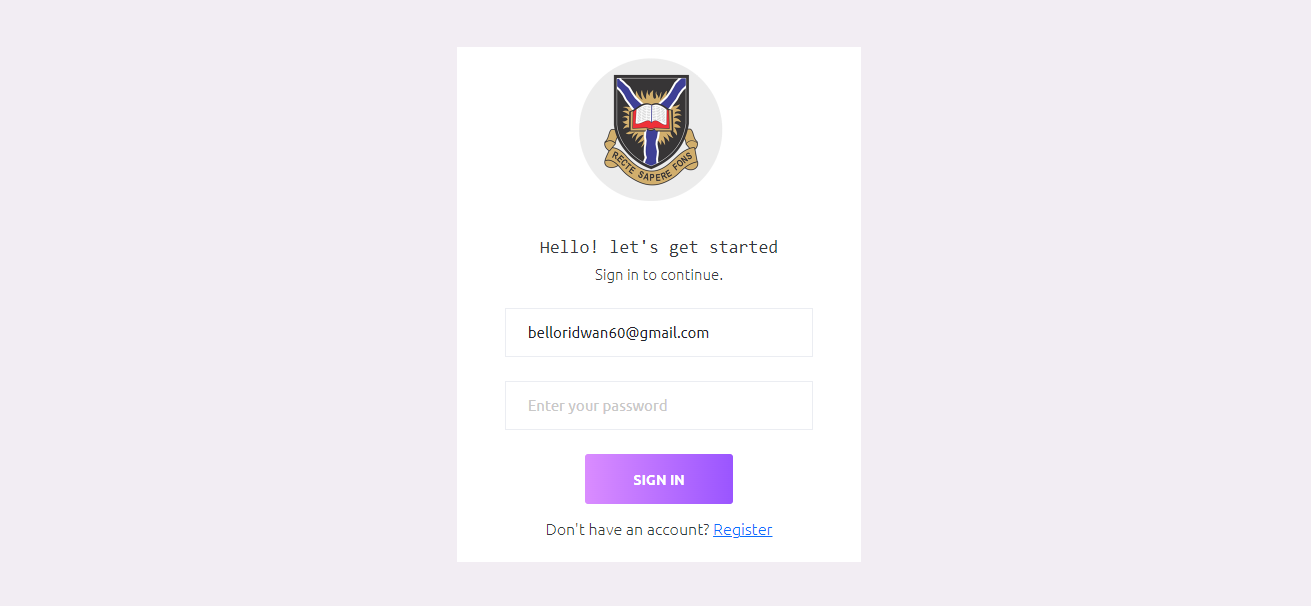 RECTE SAPERE FONS
Hello! let's get started
Sign in to continue.
belloridwan60@gmail.com
Enter your password
SIGN IN
Don't have an account? Register